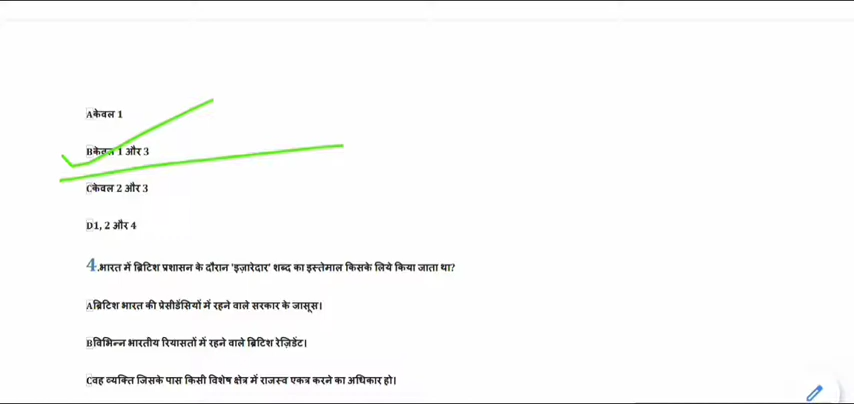 Aकेवल 1
Bकेवल 1 और 3
Cकेवल 2 और 3
D1, 2 और 4
4.भारत में ब्रिटिश प्रशासन के दौरान 'इज़ारेदार' शब्द का इस्तेमाल किसके लिये किया जाता था?
Aब्रिटिश भारत की प्रेसीडेंसियों में रहने वाले सरकार के जासूस।
Bविभिन्न भारतीय रियासतों में रहने वाले ब्रिटिश रेज़िडेंट।
Cवह व्यक्ति जिसके पास किसी विशेष क्षेत्र में राजस्व एकत्र करने का अधिकार हो।